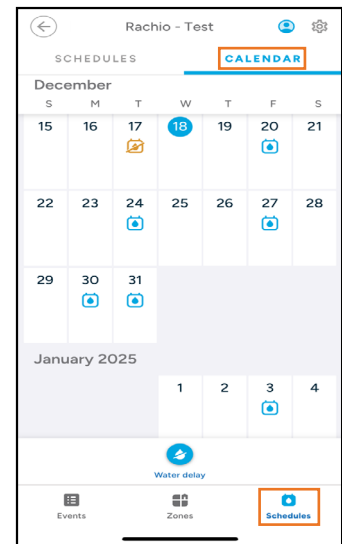 Rachio - Test
SCHEDULES CALENDAR
December
S M T W T F S
15 16 17 18 19 20 21
22 23 24 25 26 27 28
29 30 31
January 2025
1 2 3 4
Water delay
Events Zones Schedules